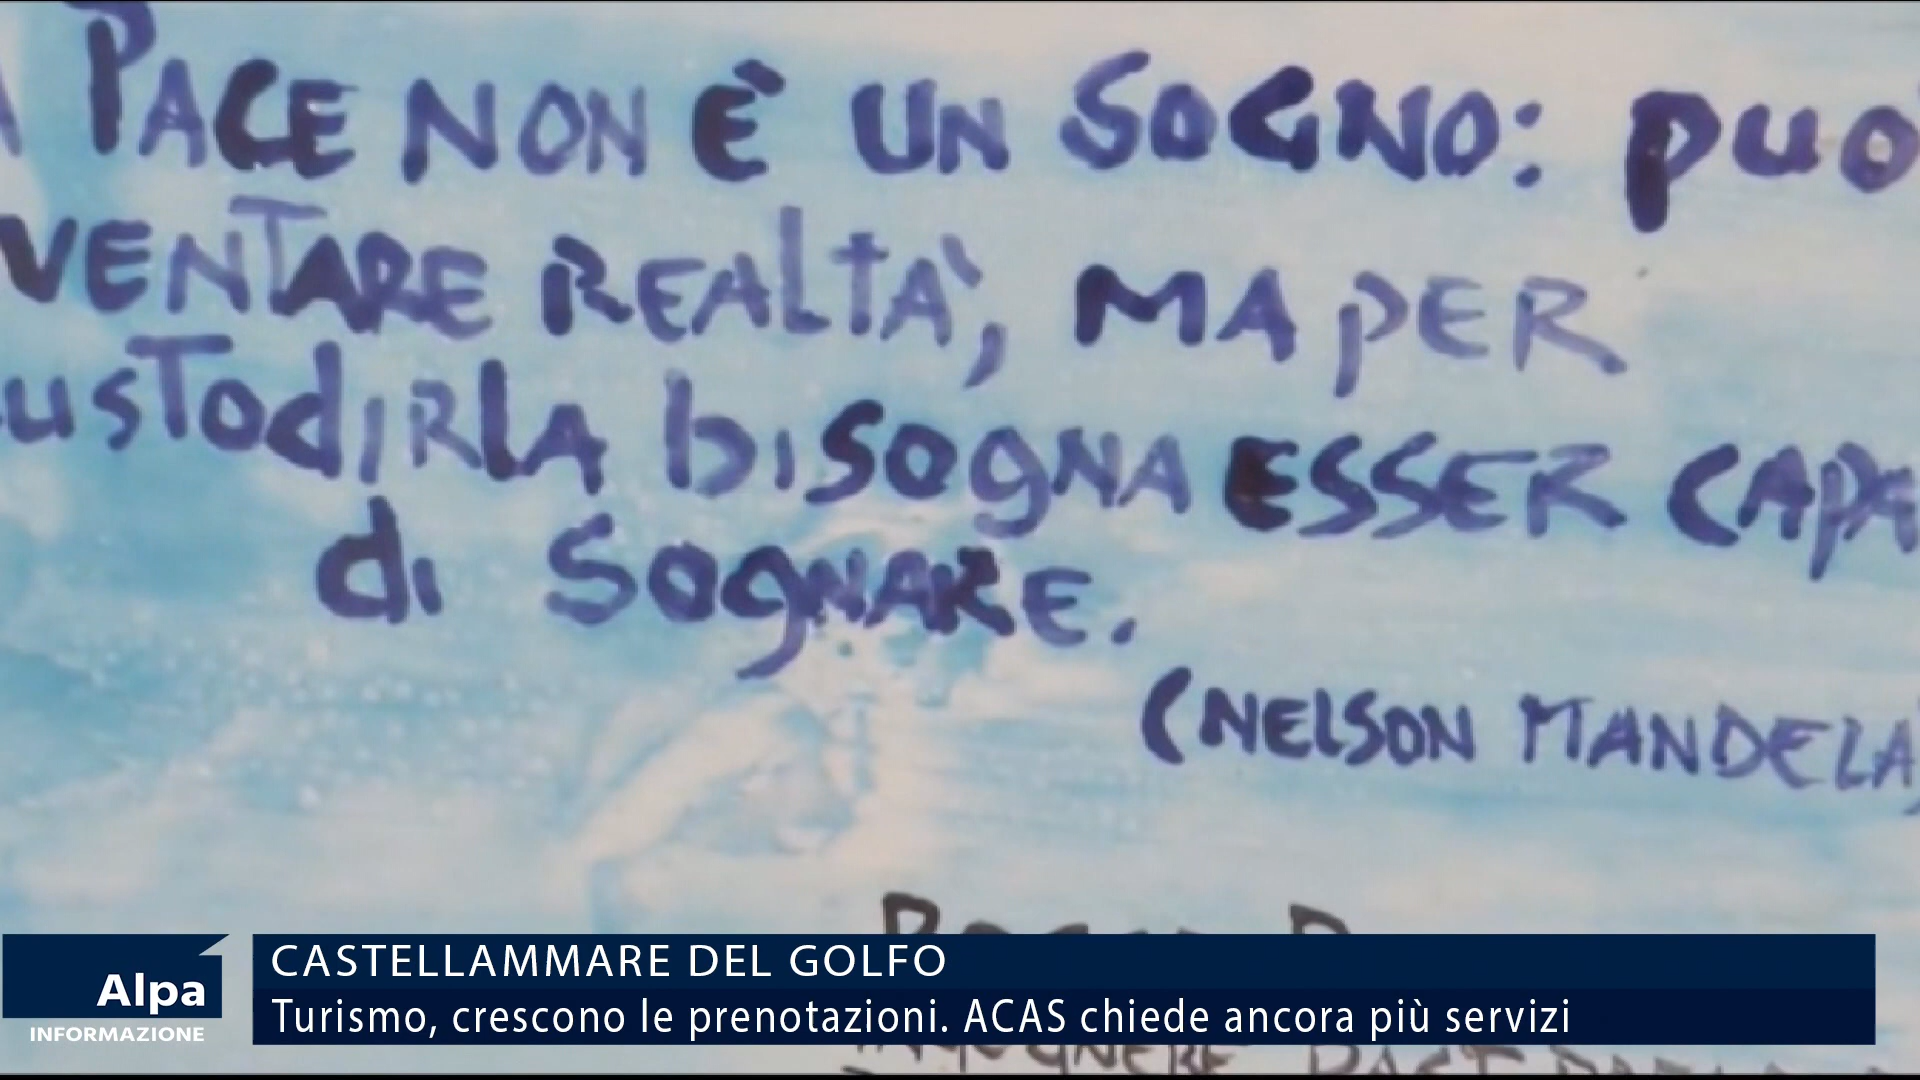 PACE NON È UN SOGNO: PUO'
VENTARE REALTA', MA PER
USTODIRLA BISOGNA ESSER CAPA
di SOGNARE.
(NELSON MANDELA)
CASTELLAMMARE DEL GOLFO
Turismo, crescono le prenotazioni. ACAS chiede ancora più servizi
Alpa
INFORMAZIONE